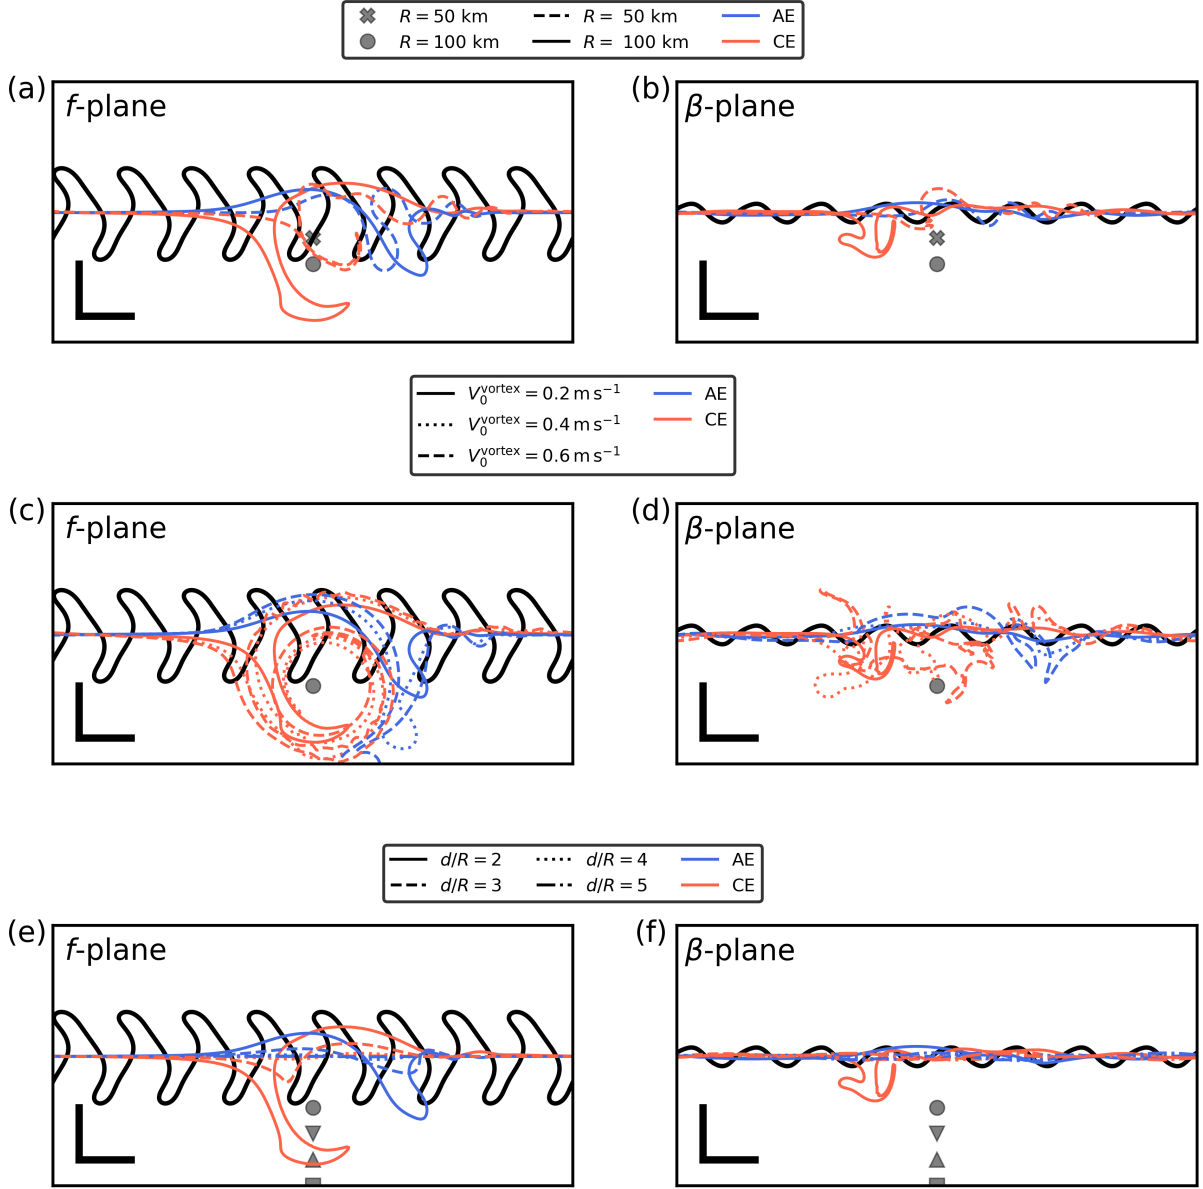 R = 50 km R = 50 km AE
R = 100 km R = 100 km CE
(a) f-plane
(b) β-plane
V₀ᵛᵒʳᵗᵉˣ = 0.2 m s⁻¹ AE
V₀ᵛᵒʳᵗᵉˣ = 0.4 m s⁻¹ CE
V₀ᵛᵒʳᵗᵉˣ = 0.6 m s⁻¹
(c) f-plane
(d) β-plane
d/R = 2 d/R = 4 AE
d/R = 3 d/R = 5 CE
(e) f-plane
(f) β-plane